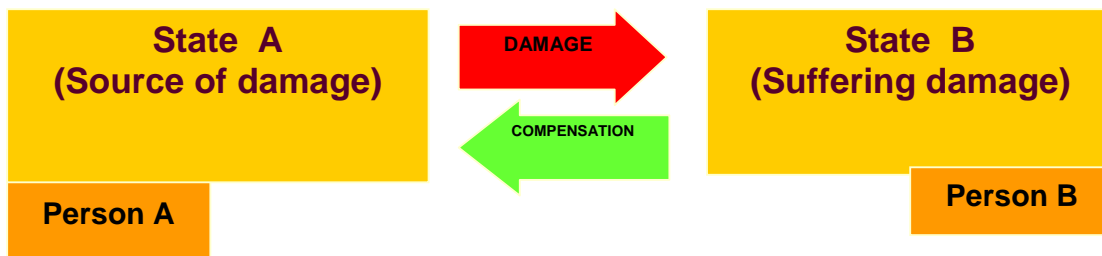 State A
(Source of damage)
DAMAGE
State B
(Suffering damage)
COMPENSATION
Person A
Person B